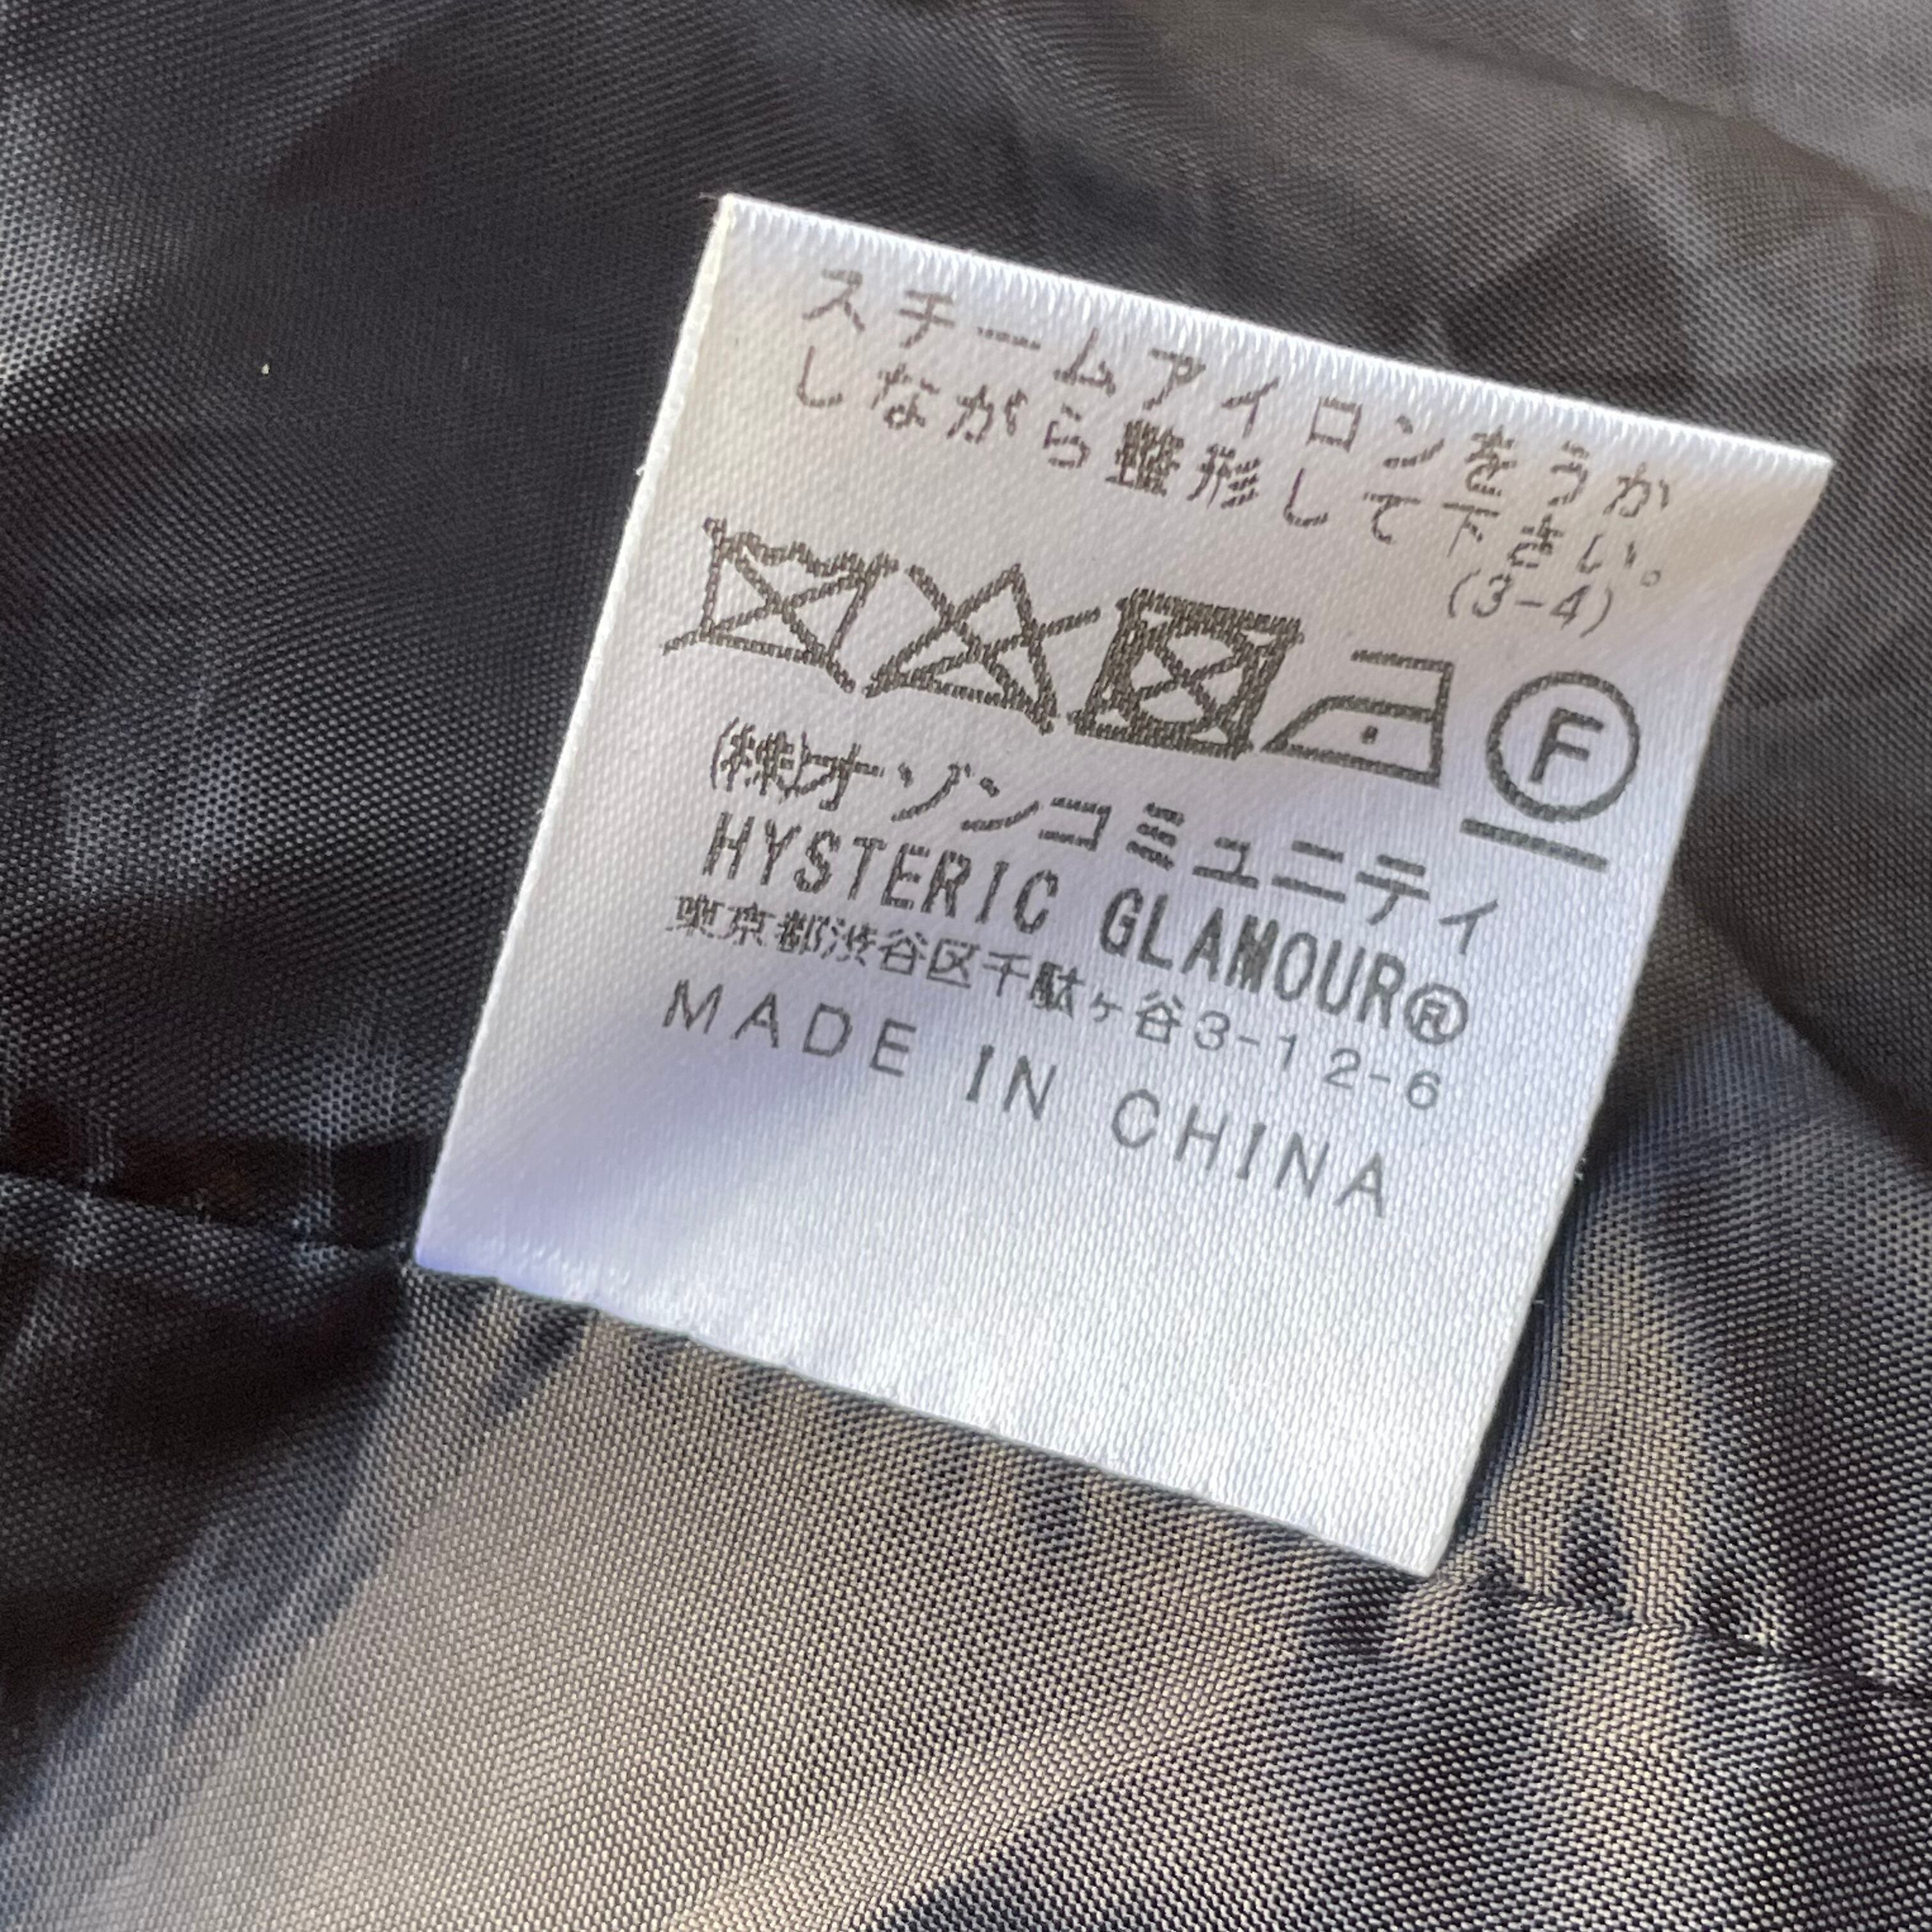 スチームアイロンをうか
しながら整形して下さい。
(3-4)
F
(株)オゾンコミュニティ
HYSTERIC GLAMOUR®
東京都渋谷区千駄ヶ谷3-12-6
MADE IN CHINA